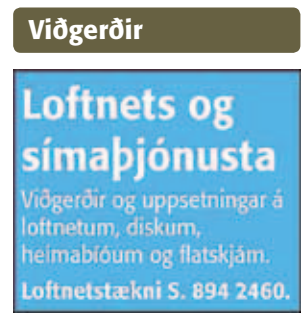 Viðgerðir
Loftnets og
símaþjónusta
Viðgerðir og uppsetningar á
loftnetum, diskum,
heimabíóum og flatskjám.
Loftnetstækni S. 894 2460.